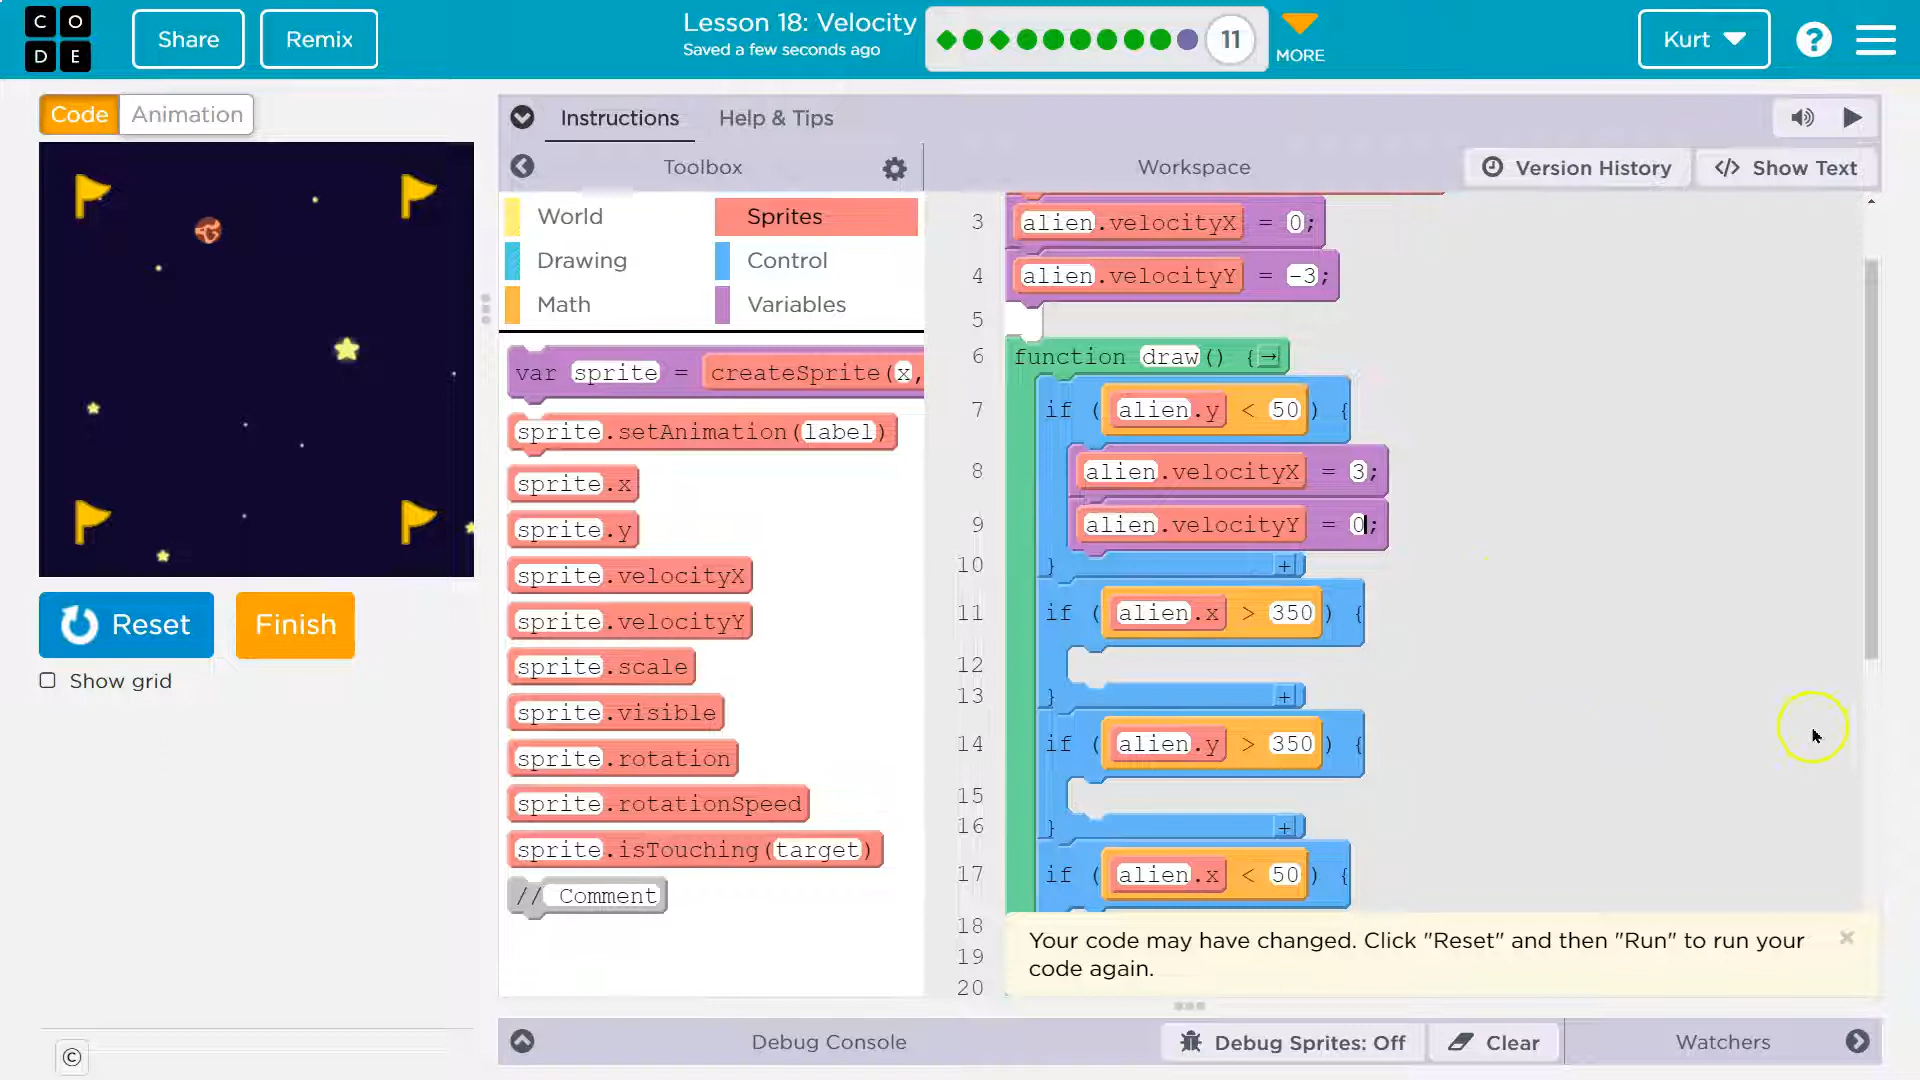 C O
D E
Share
Remix
Lesson 18: Velocity
Saved a few seconds ago
11
MORE
Kurt
?
Code
Animation
Instructions
Help & Tips
Toolbox
Workspace
Version History
</> Show Text
World
Sprites
Drawing
Control
Math
Variables
var sprite = createSprite(x,
sprite.setAnimation(label)
sprite.x
sprite.y
sprite.velocityX
sprite.velocityY
sprite.scale
sprite.visible
sprite.rotation
sprite.rotationSpeed
sprite.isTouching(target)
// Comment
3 alien.velocityX = 0;
4 alien.velocityY = -3;
5
6 function draw() {→
7 if ( alien.y < 50 ) {
8 alien.velocityX = 3;
9 alien.velocityY = 0;
10 } +
11 if ( alien.x > 350 ) {
12
13 } +
14 if ( alien.y > 350 ) {
15
16 } +
17 if ( alien.x < 50 ) {
18
19
20
Your code may have changed. Click "Reset" and then "Run" to run your
code again.
×
Reset
Finish
Show grid
©
Debug Console
Debug Sprites: Off
Clear
Watchers